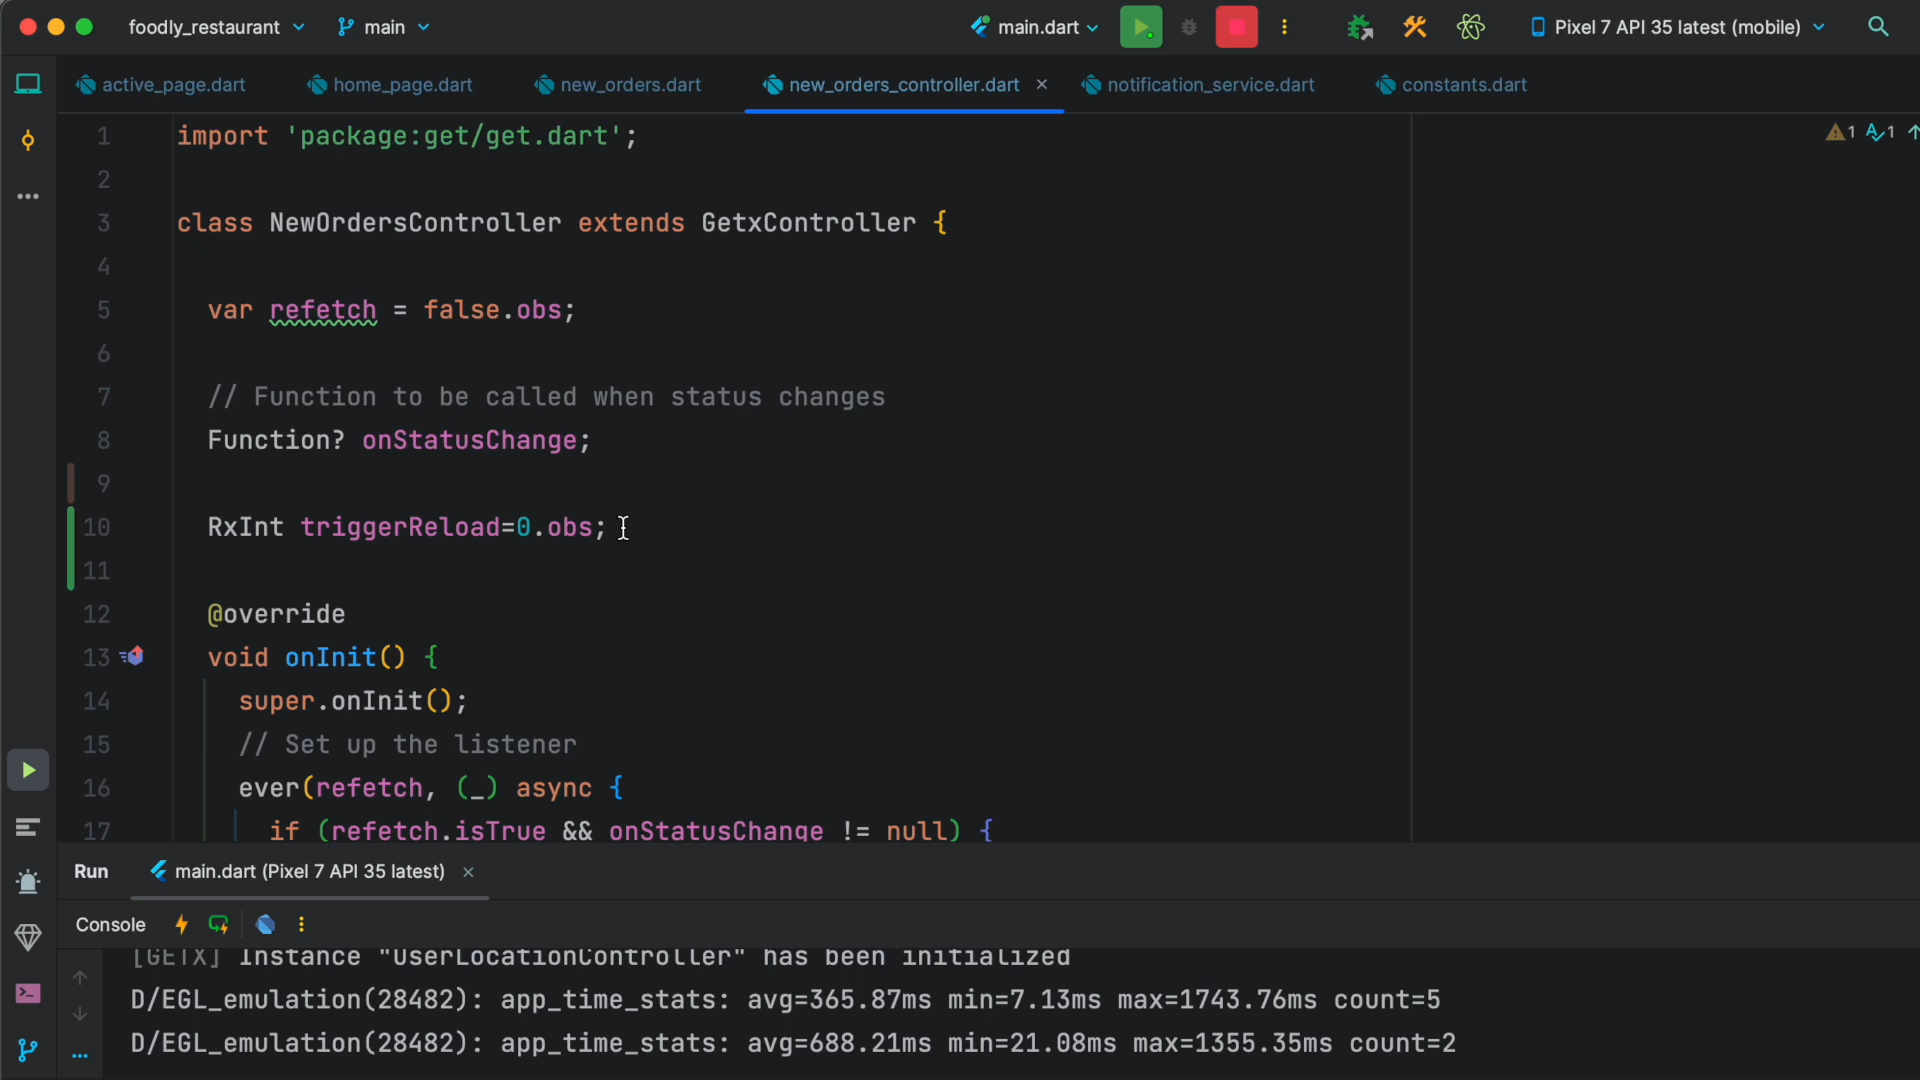 foodly_restaurant main main.dart Pixel 7 API 35 latest (mobile)
active_page.dart home_page.dart new_orders.dart new_orders_controller.dart notification_service.dart constants.dart
1 import 'package:get/get.dart';
1 1
2
3 class NewOrdersController extends GetxController {
4
5 var refetch = false.obs;
6
7 // Function to be called when status changes
8 Function? onStatusChange;
9
10 RxInt triggerReload=0.obs;
11
12 @override
13 void onInit() {
14 super.onInit();
15 // Set up the listener
16 ever(refetch, (_) async {
17 if (refetch.isTrue && onStatusChange != null) {
Run main.dart (Pixel 7 API 35 latest)
Console
[GETX] Instance "UserLocationController" has been initialized
D/EGL_emulation(28482): app_time_stats: avg=365.87ms min=7.13ms max=1743.76ms count=5
D/EGL_emulation(28482): app_time_stats: avg=688.21ms min=21.08ms max=1355.35ms count=2